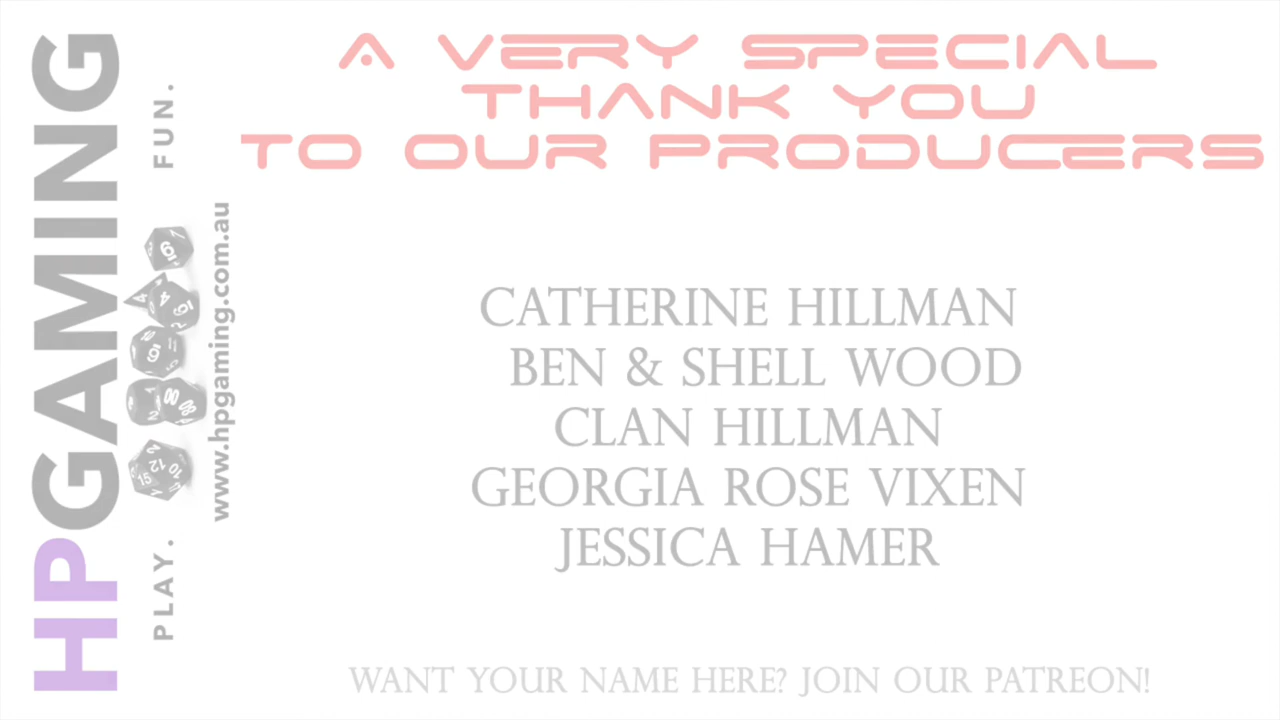 HPGAMING
PLAY. FUN.
www.hpgaming.com.au
A VERY SPECIAL
THANK YOU
TO OUR PRODUCERS
CATHERINE HILLMAN
BEN & SHELL WOOD
CLAN HILLMAN
GEORGIA ROSE VIXEN
JESSICA HAMER
WANT YOUR NAME HERE? JOIN OUR PATREON!